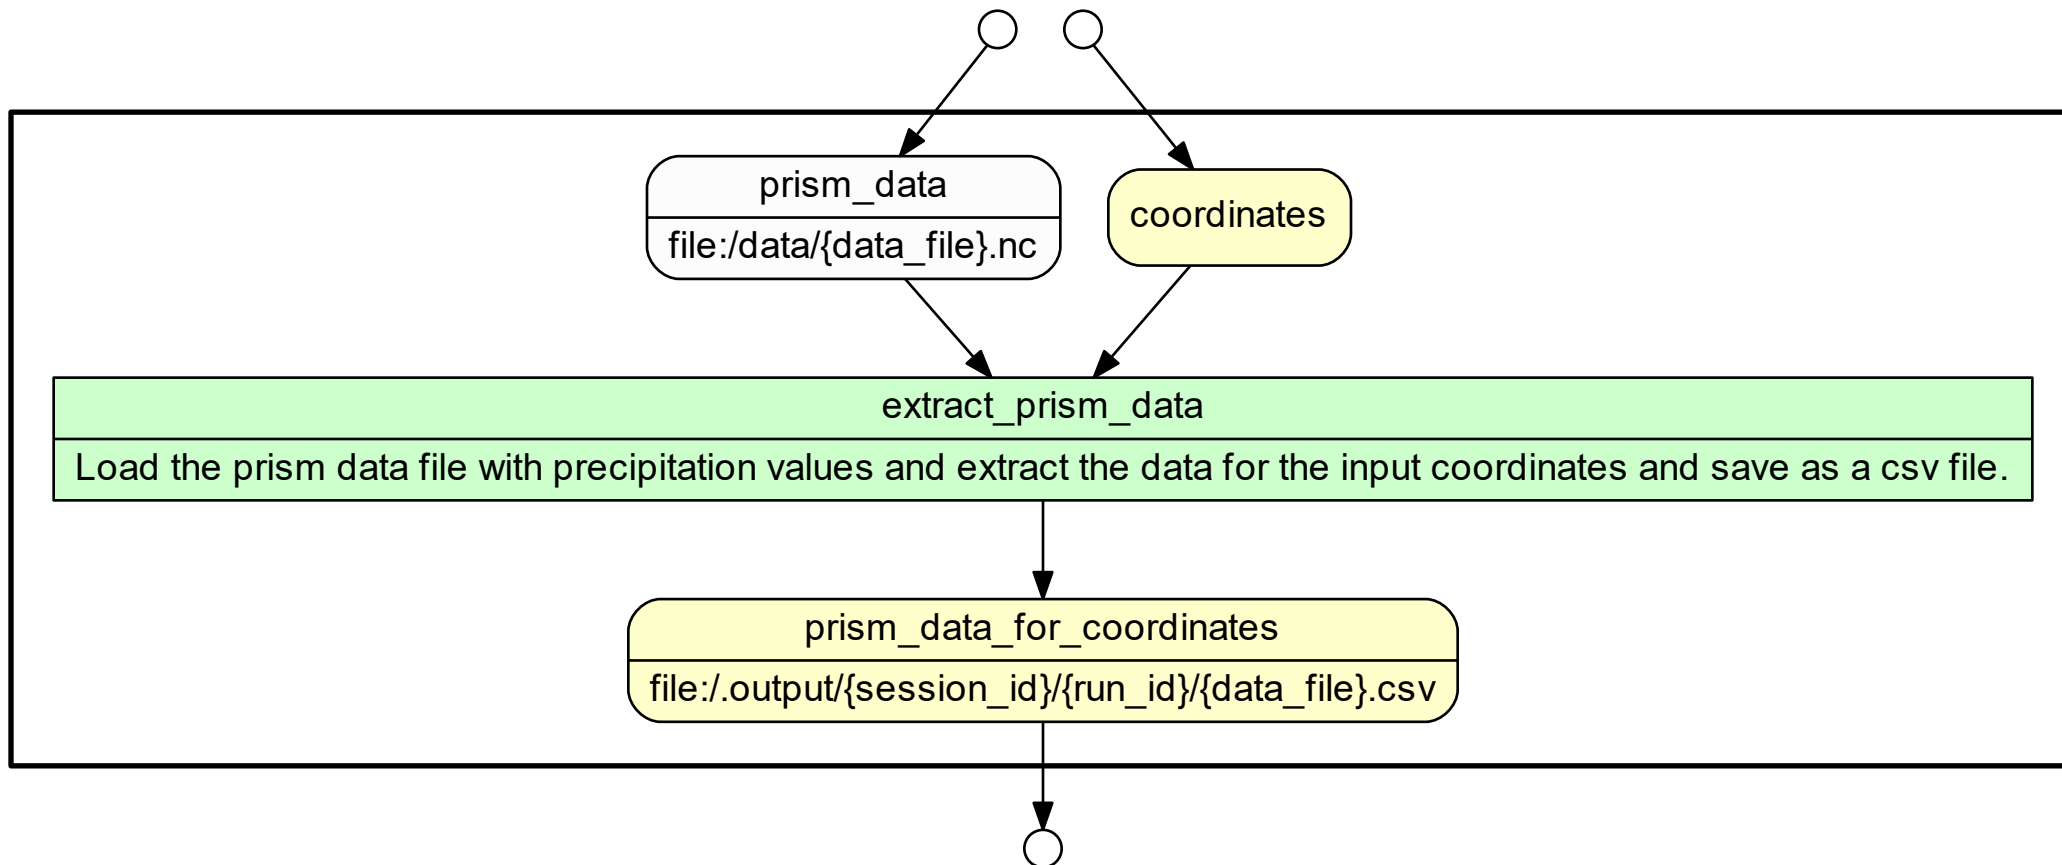 prism_data
file:/data/{data_file}.nc
coordinates
extract_prism_data
Load the prism data file with precipitation values and extract the data for the input coordinates and save as a csv file.
prism_data_for_coordinates
file:/.output/{session_id}/{run_id}/{data_file}.csv